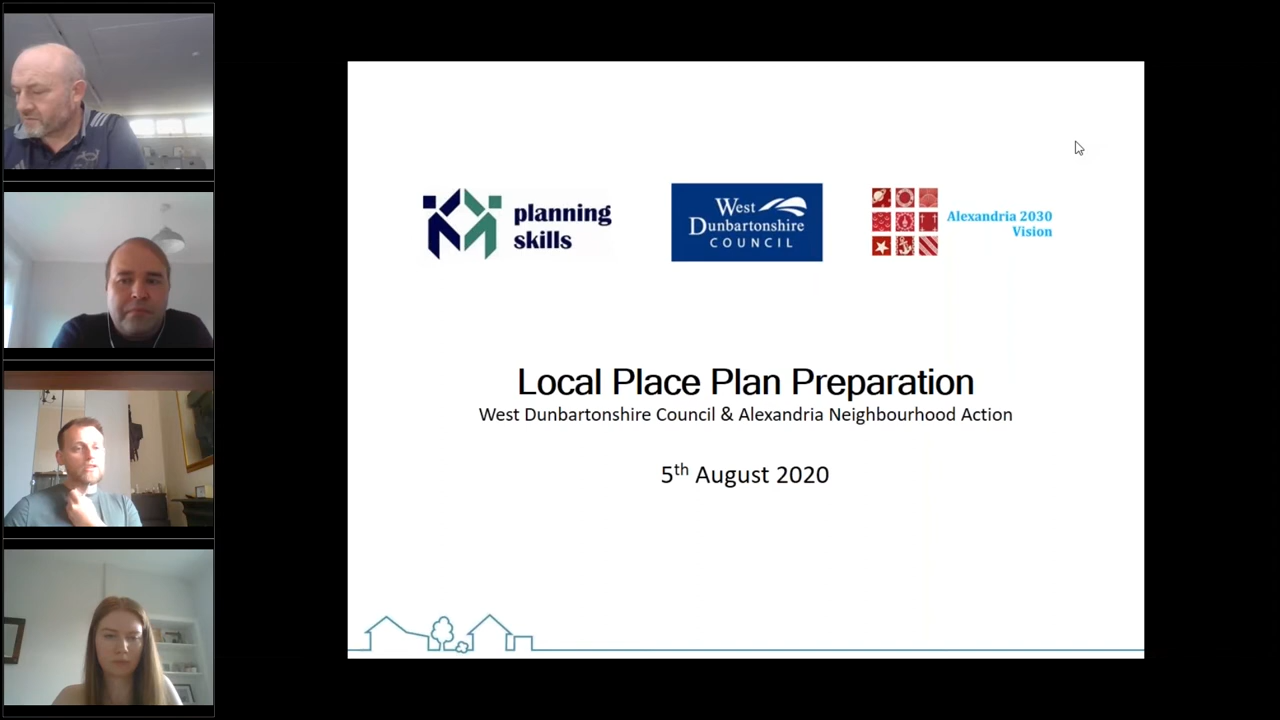 planning
skills
West
Dunbartonshire
COUNCIL
Alexandria 2030
Vision
Local Place Plan Preparation
West Dunbartonshire Council & Alexandria Neighbourhood Action
5th August 2020